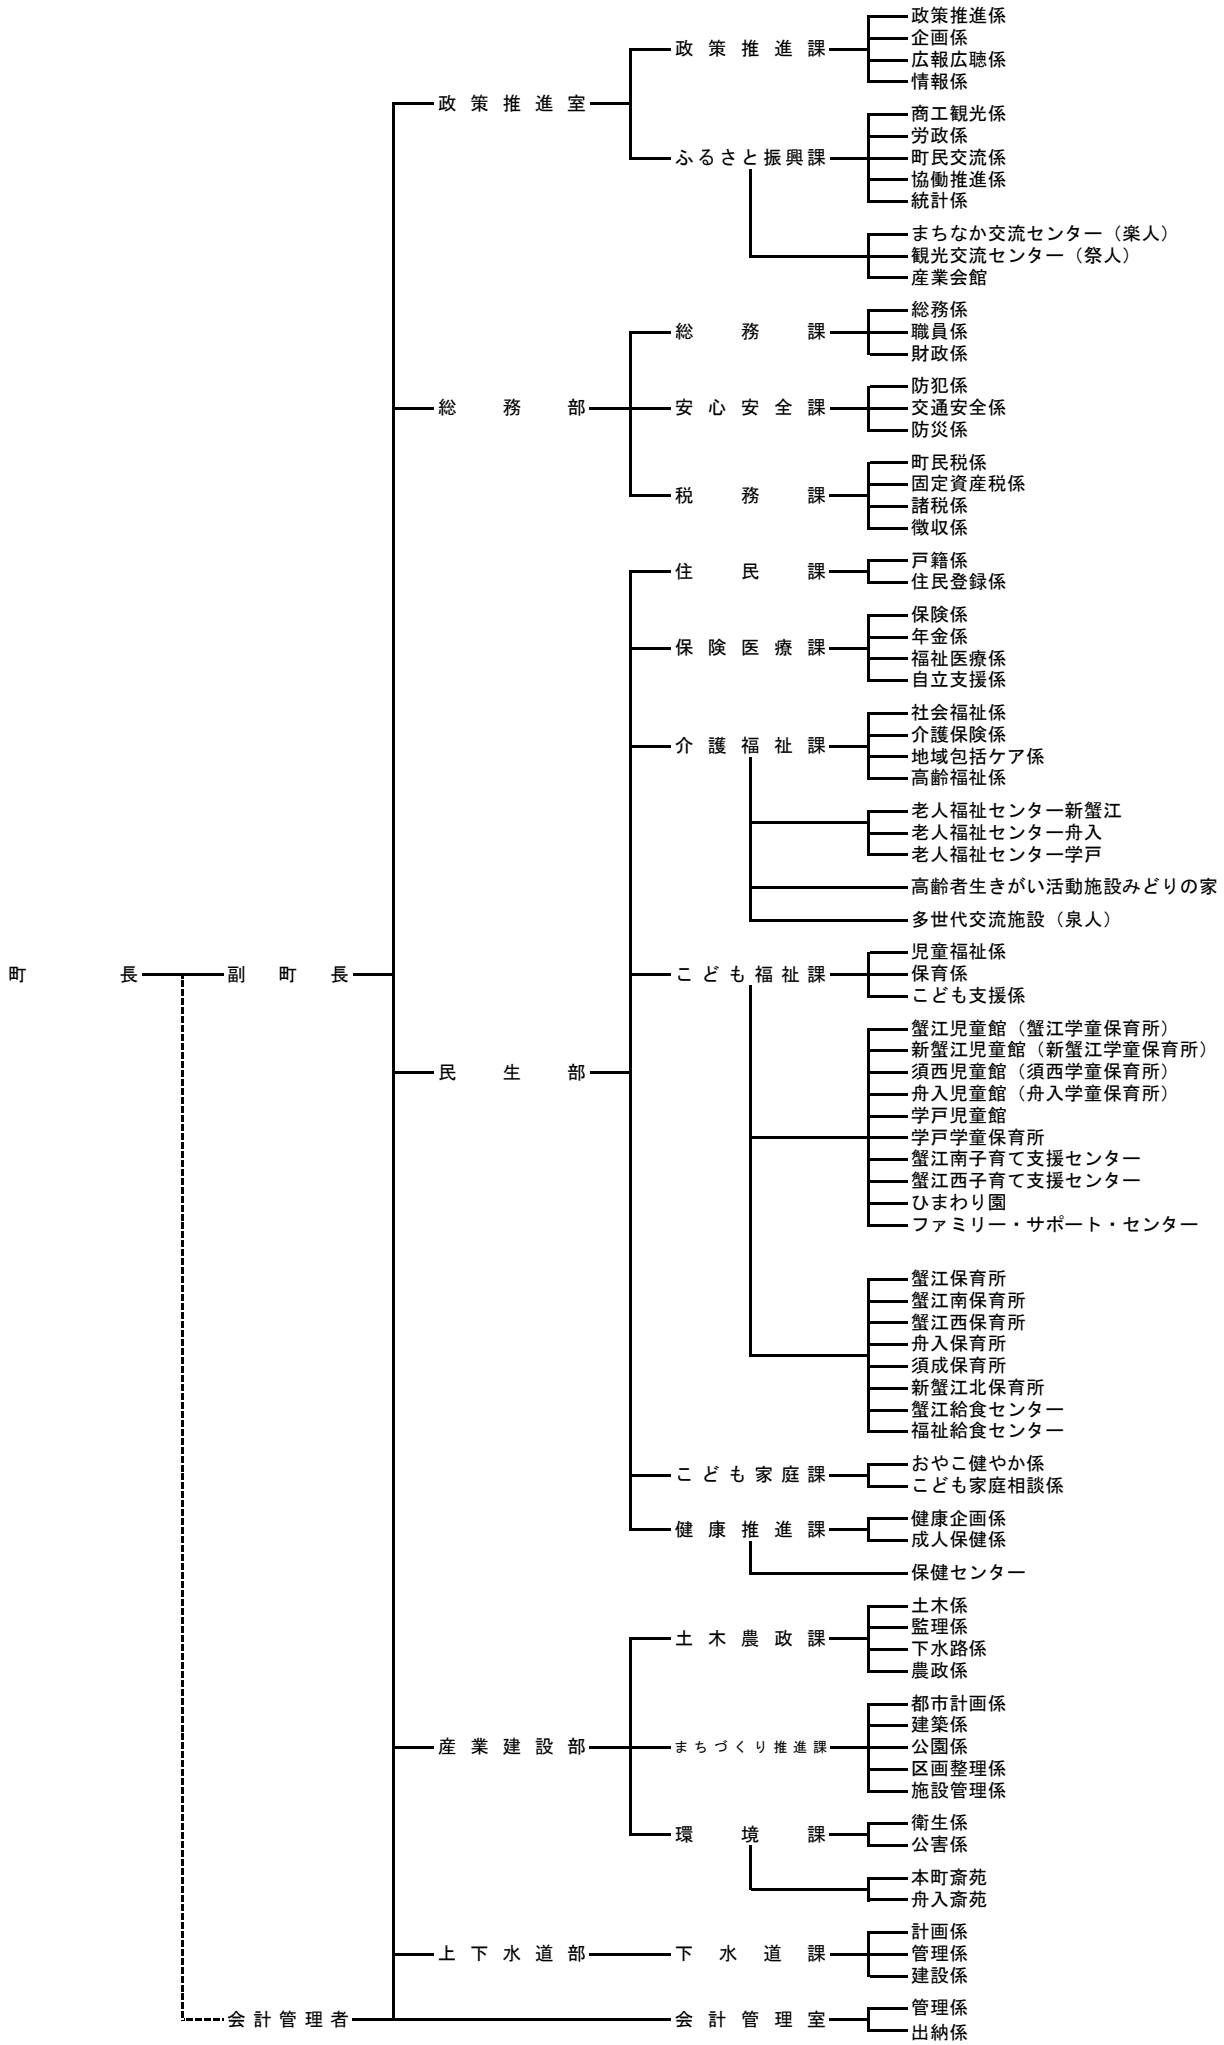 政策推進係
企画係
政策推進課
広報広聴係
情報係
政策推進室
商工観光係
労政係
ふるさと振興課
町民交流係
協働推進係
統計係
まちなか交流センター（楽人）
観光交流センター（祭人）
産業会館
総務係
総務課
職員係
財政係
防犯係
総務部
安心安全課
交通安全係
防災係
町民税係
固定資産税係
税務課
諸税係
徴収係
戸籍係
住民課
住民登録係
保険係
年金係
保険医療課
福祉医療係
自立支援係
社会福祉係
介護保険係
介護福祉課
地域包括ケア係
高齢福祉係
老人福祉センター新蟹江
老人福祉センター舟入
老人福祉センター学戸
高齢者生きがい活動施設みどりの家
多世代交流施設（泉人）
児童福祉係
町長
副町長
こども福祉課
保育係
こども支援係
蟹江児童館（蟹江学童保育所）
新蟹江児童館（新蟹江学童保育所）
民生部
須西児童館（須西学童保育所）
舟入児童館（舟入学童保育所）
学戸児童館
学戸学童保育所
蟹江南子育て支援センター
蟹江西子育て支援センター
ひまわり園
ファミリー・サポート・センター
蟹江保育所
蟹江南保育所
蟹江西保育所
舟入保育所
須成保育所
新蟹江北保育所
蟹江給食センター
福祉給食センター
おやこ健やか係
こども家庭課
こども家庭相談係
健康企画係
健康推進課
成人保健係
保健センター
土木係
監理係
土木農政課
下水路係
農政係
都市計画係
建築係
産業建設部
まちづくり推進課
公園係
区画整理係
施設管理係
衛生係
環境課
公害係
本町斎苑
舟入斎苑
計画係
上下水道部
下水道課
管理係
建設係
管理係
会計管理者
会計管理室
出納係